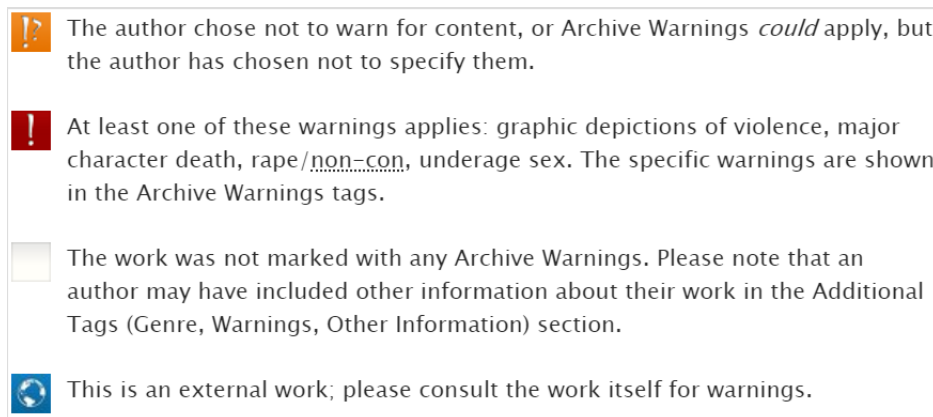 !? The author chose not to warn for content, or Archive Warnings could apply, but
the author has chosen not to specify them.
! At least one of these warnings applies: graphic depictions of violence, major
character death, rape/non-con, underage sex. The specific warnings are shown
in the Archive Warnings tags.
The work was not marked with any Archive Warnings. Please note that an
author may have included other information about their work in the Additional
Tags (Genre, Warnings, Other Information) section.
This is an external work; please consult the work itself for warnings.